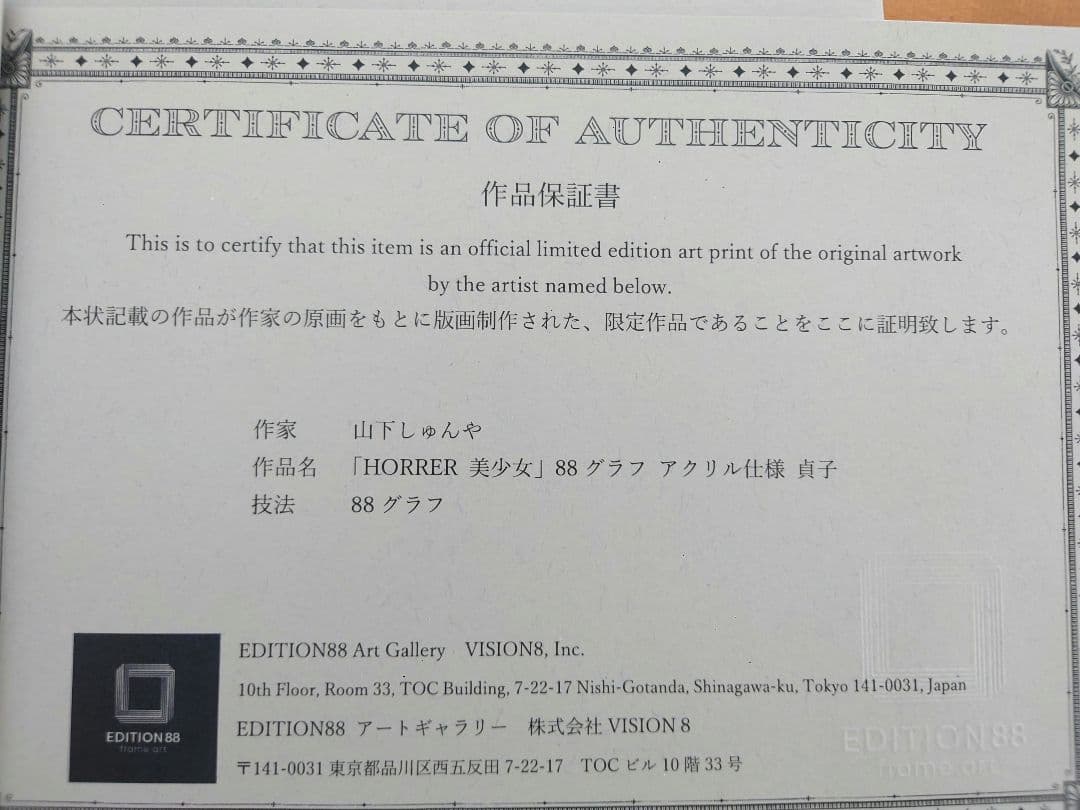 CERTIFICATE OF AUTHENTICITY
作品保証書
This is to certify that this item is an official limited edition art print of the original artwork
by the artist named below.
本状記載の作品が作家の原画をもとに版画制作された、限定作品であることをここに証明致します。
作家 山下しゅんや
作品名 「HORRER 美少女」88グラフ アクリル仕様 貞子
技法 88グラフ
EDITION88 Art Gallery VISION8, Inc.
10th Floor, Room 33, TOC Building, 7-22-17 Nishi-Gotanda, Shinagawa-ku, Tokyo 141-0031, Japan
EDITION88 アートギャラリー 株式会社 VISION 8
〒141-0031 東京都品川区西五反田 7-22-17 TOC ビル 10 階 33 号
EDITION88
frame art
EDITION88
frame art